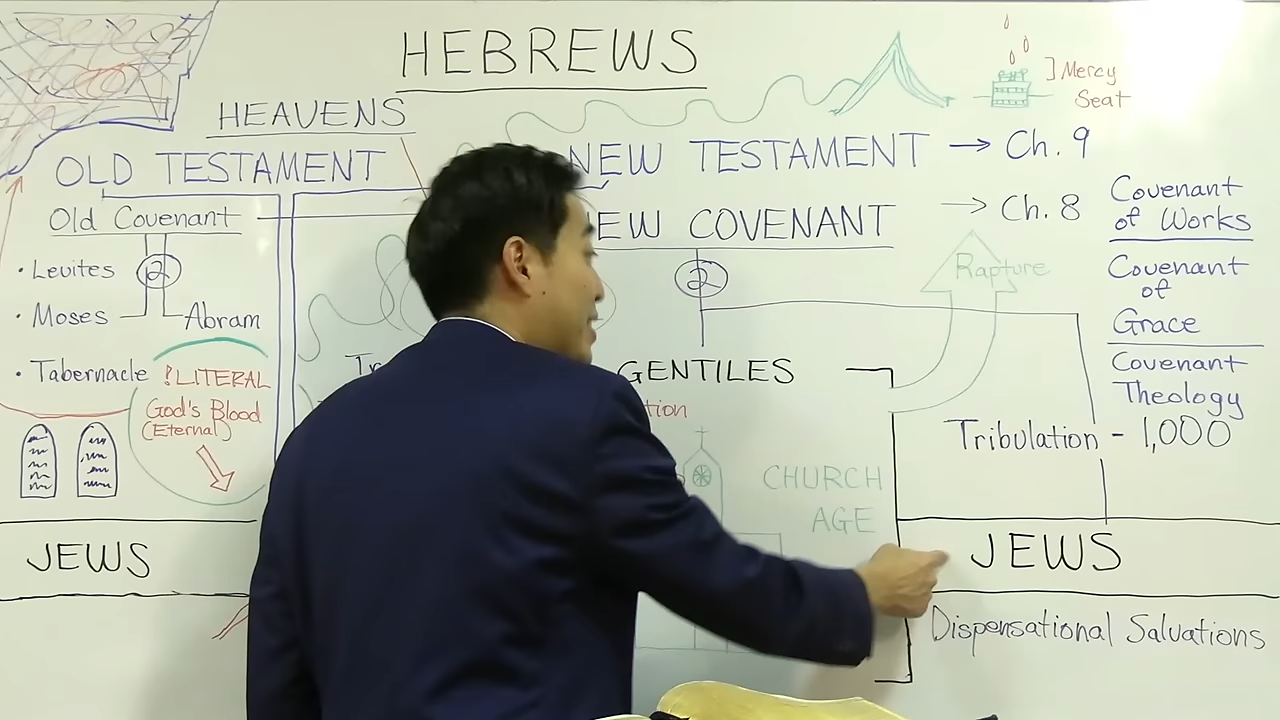 HEBREWS
] Mercy
Seat
HEAVENS
OLD TESTAMENT
NEW TESTAMENT → Ch. 9
Old Covenant
EW COVENANT → Ch. 8
Covenant
of Works
• Levites
2
2
Rapture
Covenant
of
Grace
• Moses
Abram
• Tabernacle
! LITERAL
God's Blood
(Eternal)
GENTILES
tion
Covenant
Theology
Tribulation - 1,000
CHURCH
AGE
JEWS
JEWS
Dispensational Salvations